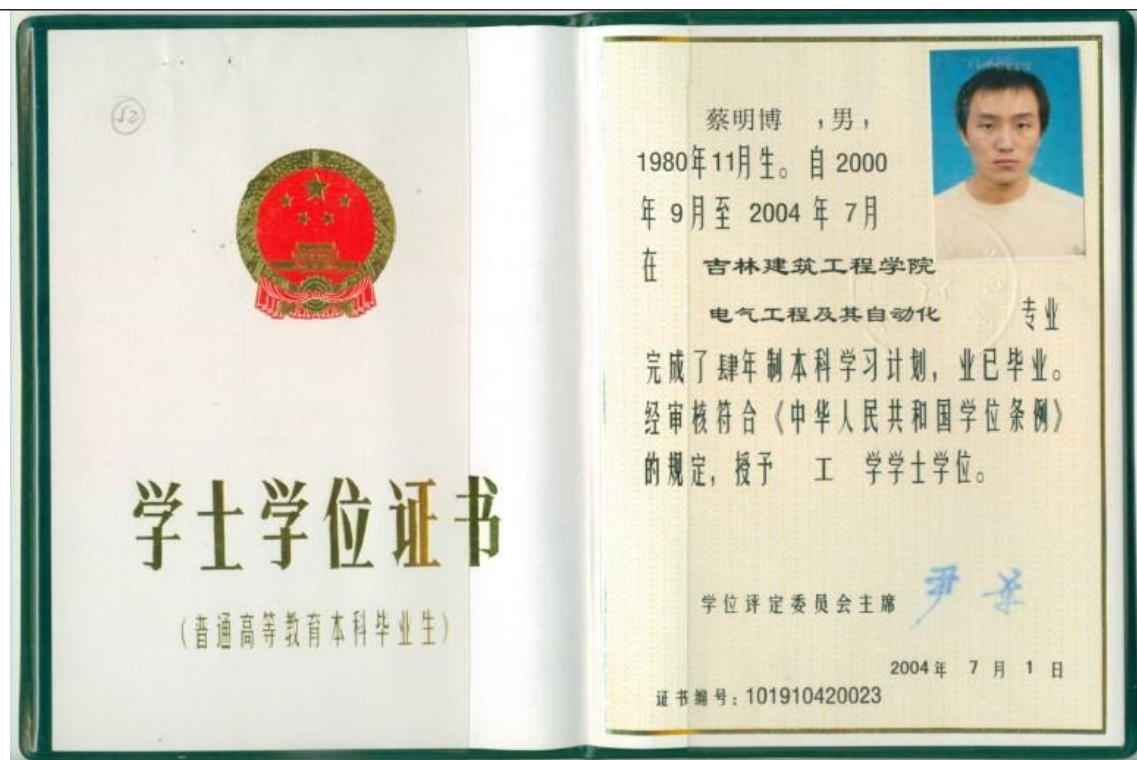 52
学士学位证书
(普通高等教育本科毕业生)
蔡明博 ,男,
1980年11月生。自 2000
年 9月至 2004 年 7月
在 吉林建筑工程学院
电气工程及其自动化 专业
完成了肆年制本科学习计划, 业已毕业。
经审核符合《中华人民共和国学位条例》
的规定, 授予 工 学学士学位。
学位评定委员会主席
2004年 7 月 1 日
证书编号:101910420023